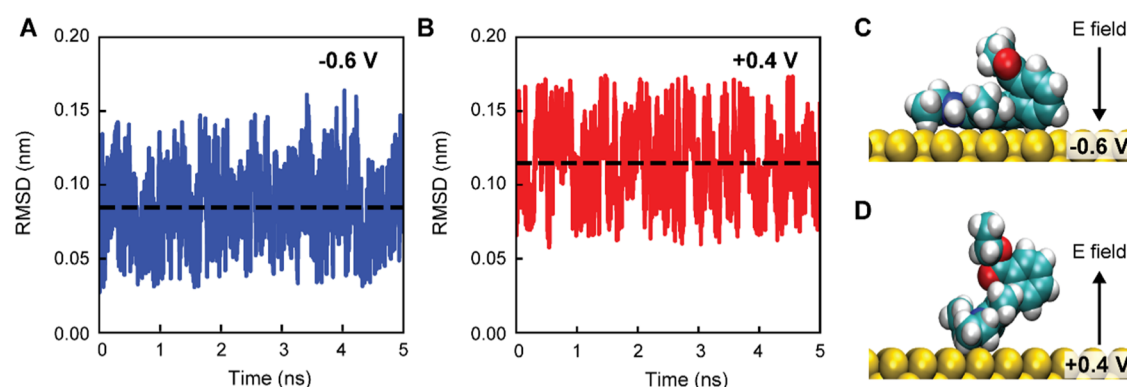 A
-0.6 V
RMSD (nm)
0.20
0.15
0.10
0.05
0.00
0 1 2 3 4 5
Time (ns)
B
+0.4 V
RMSD (nm)
0.20
0.15
0.10
0.05
0.00
0 1 2 3 4 5
Time (ns)
C
E field
-0.6 V
D
E field
+0.4 V